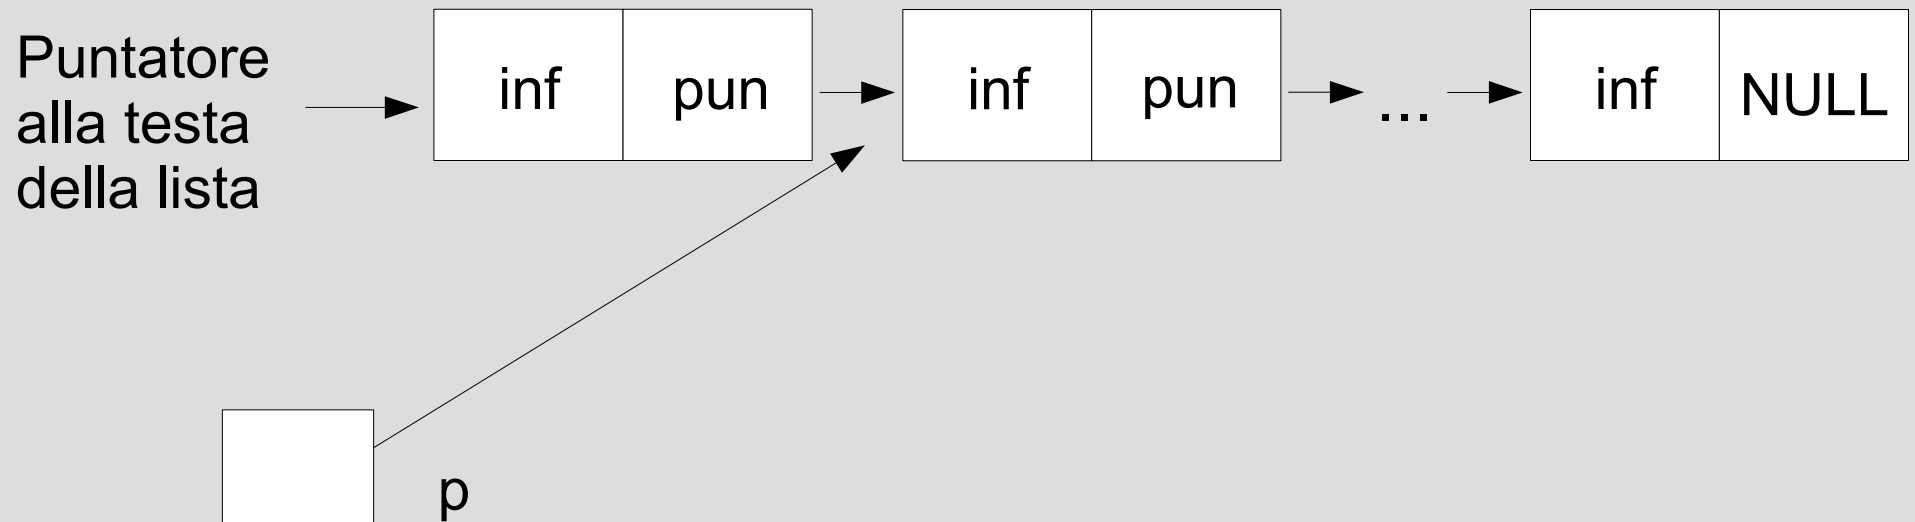 Puntatore
alla testa
della lista
inf pun inf pun ... inf NULL
p